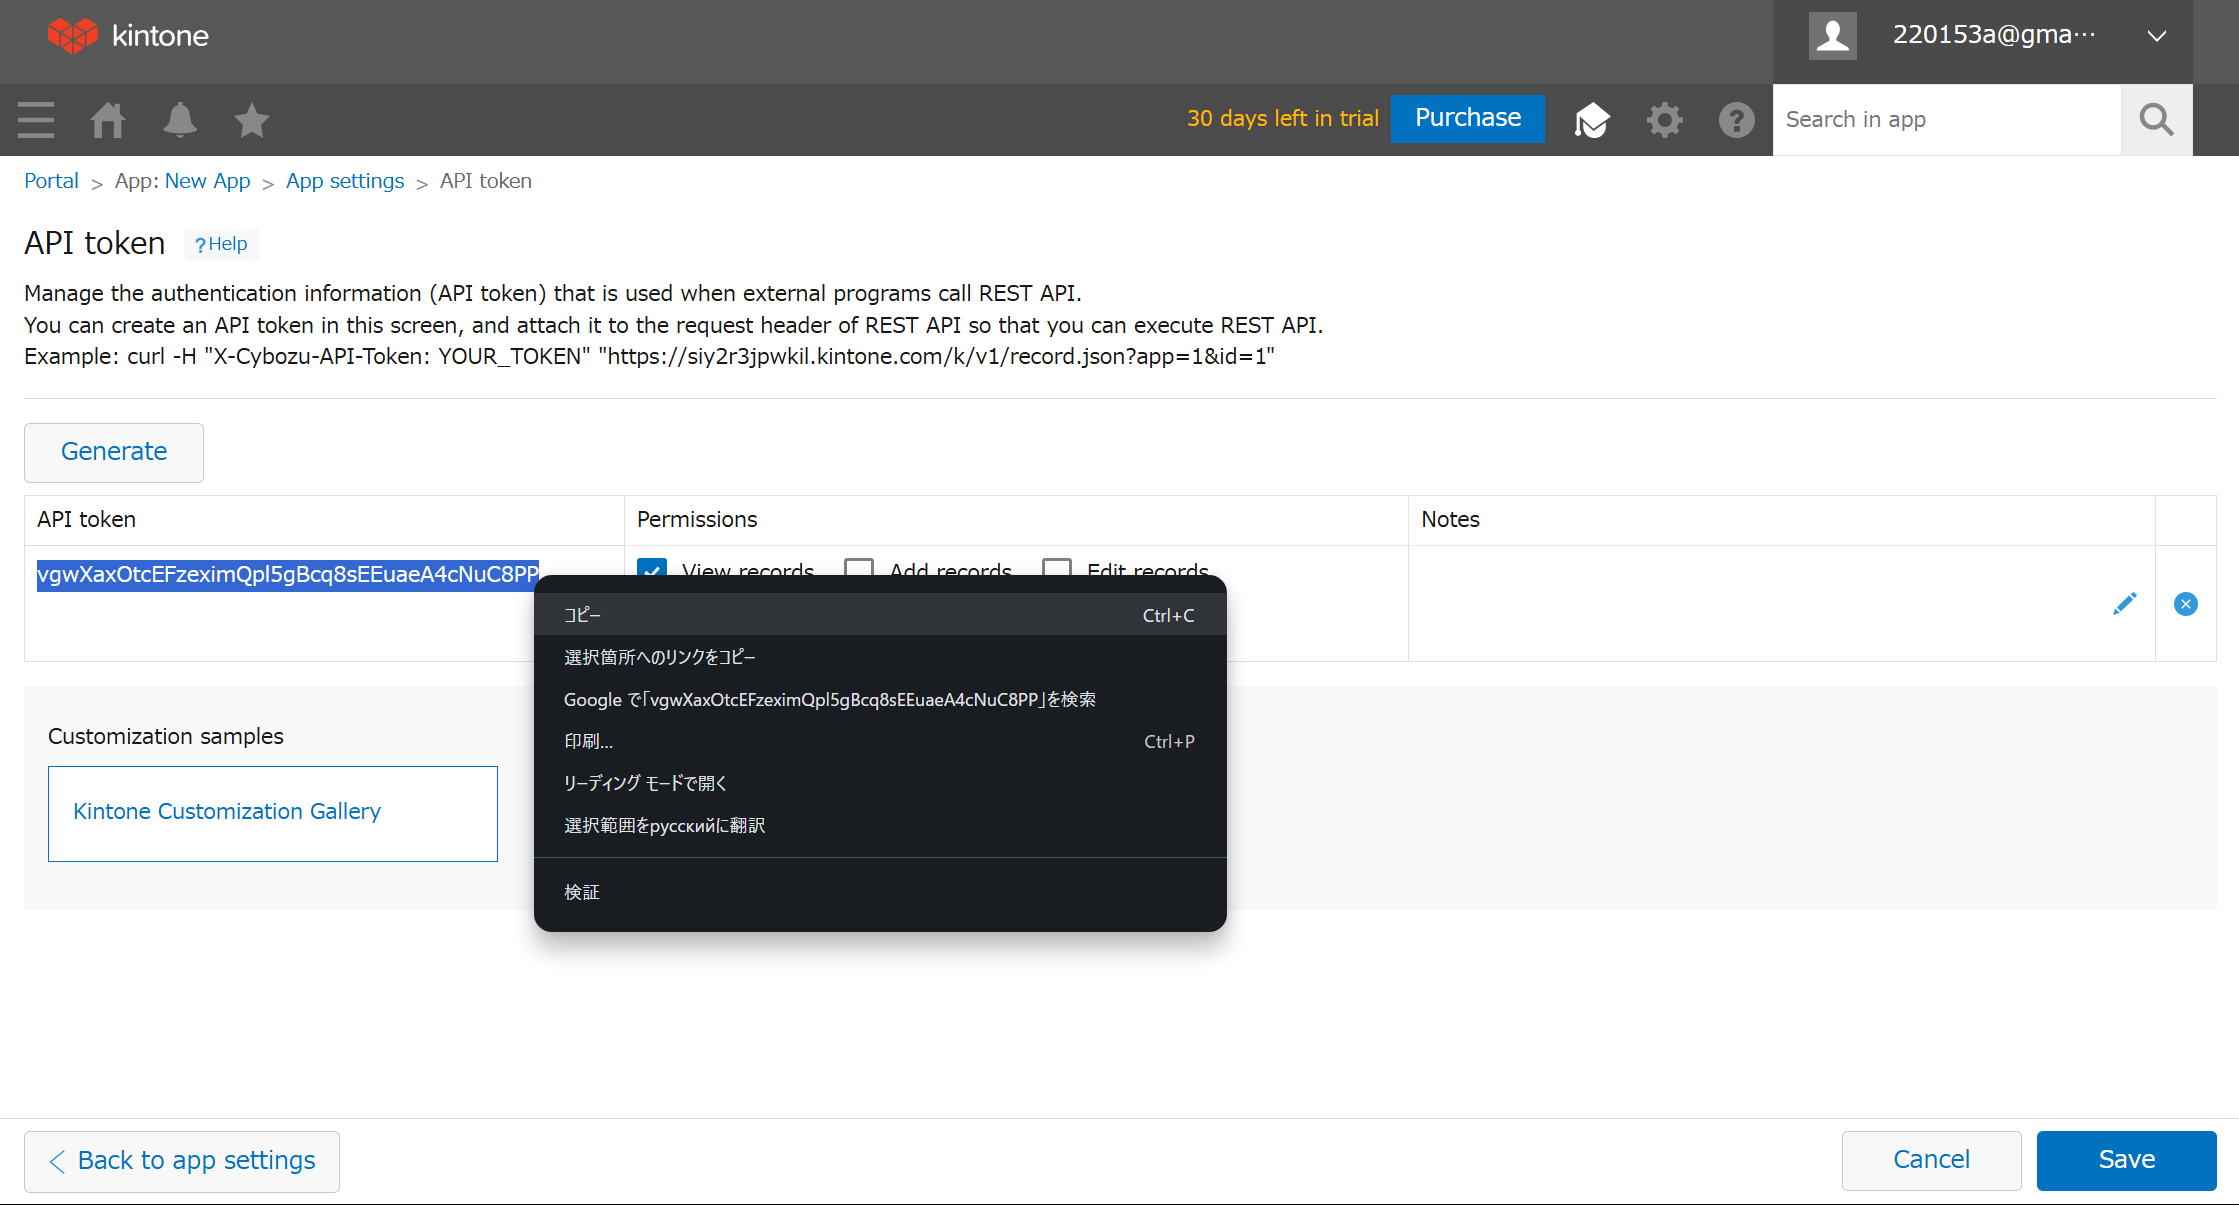 kintone
220153a@gma…
30 days left in trial
Purchase
Search in app
Portal > App: New App > App settings > API token
API token
?Help
Manage the authentication information (API token) that is used when external programs call REST API.
You can create an API token in this screen, and attach it to the request header of REST API so that you can execute REST API.
Example: curl -H "X-Cybozu-API-Token: YOUR_TOKEN" "https://siy2r3jpwkil.kintone.com/k/v1/record.json?app=1&id=1"
Generate
API token Permissions Notes
vgwXaxOtcEFzeximQpl5gBcq8sEEuaeA4cNuC8PP View records Add records Edit records
コピー Ctrl+C
選択箇所へのリンクをコピー
Google で「vgwXaxOtcEFzeximQpl5gBcq8sEEuaeA4cNuC8PP」を検索
印刷... Ctrl+P
リーディング モードで開く
選択範囲をрусскийに翻訳
検証
Customization samples
Kintone Customization Gallery
Back to app settings
Cancel
Save